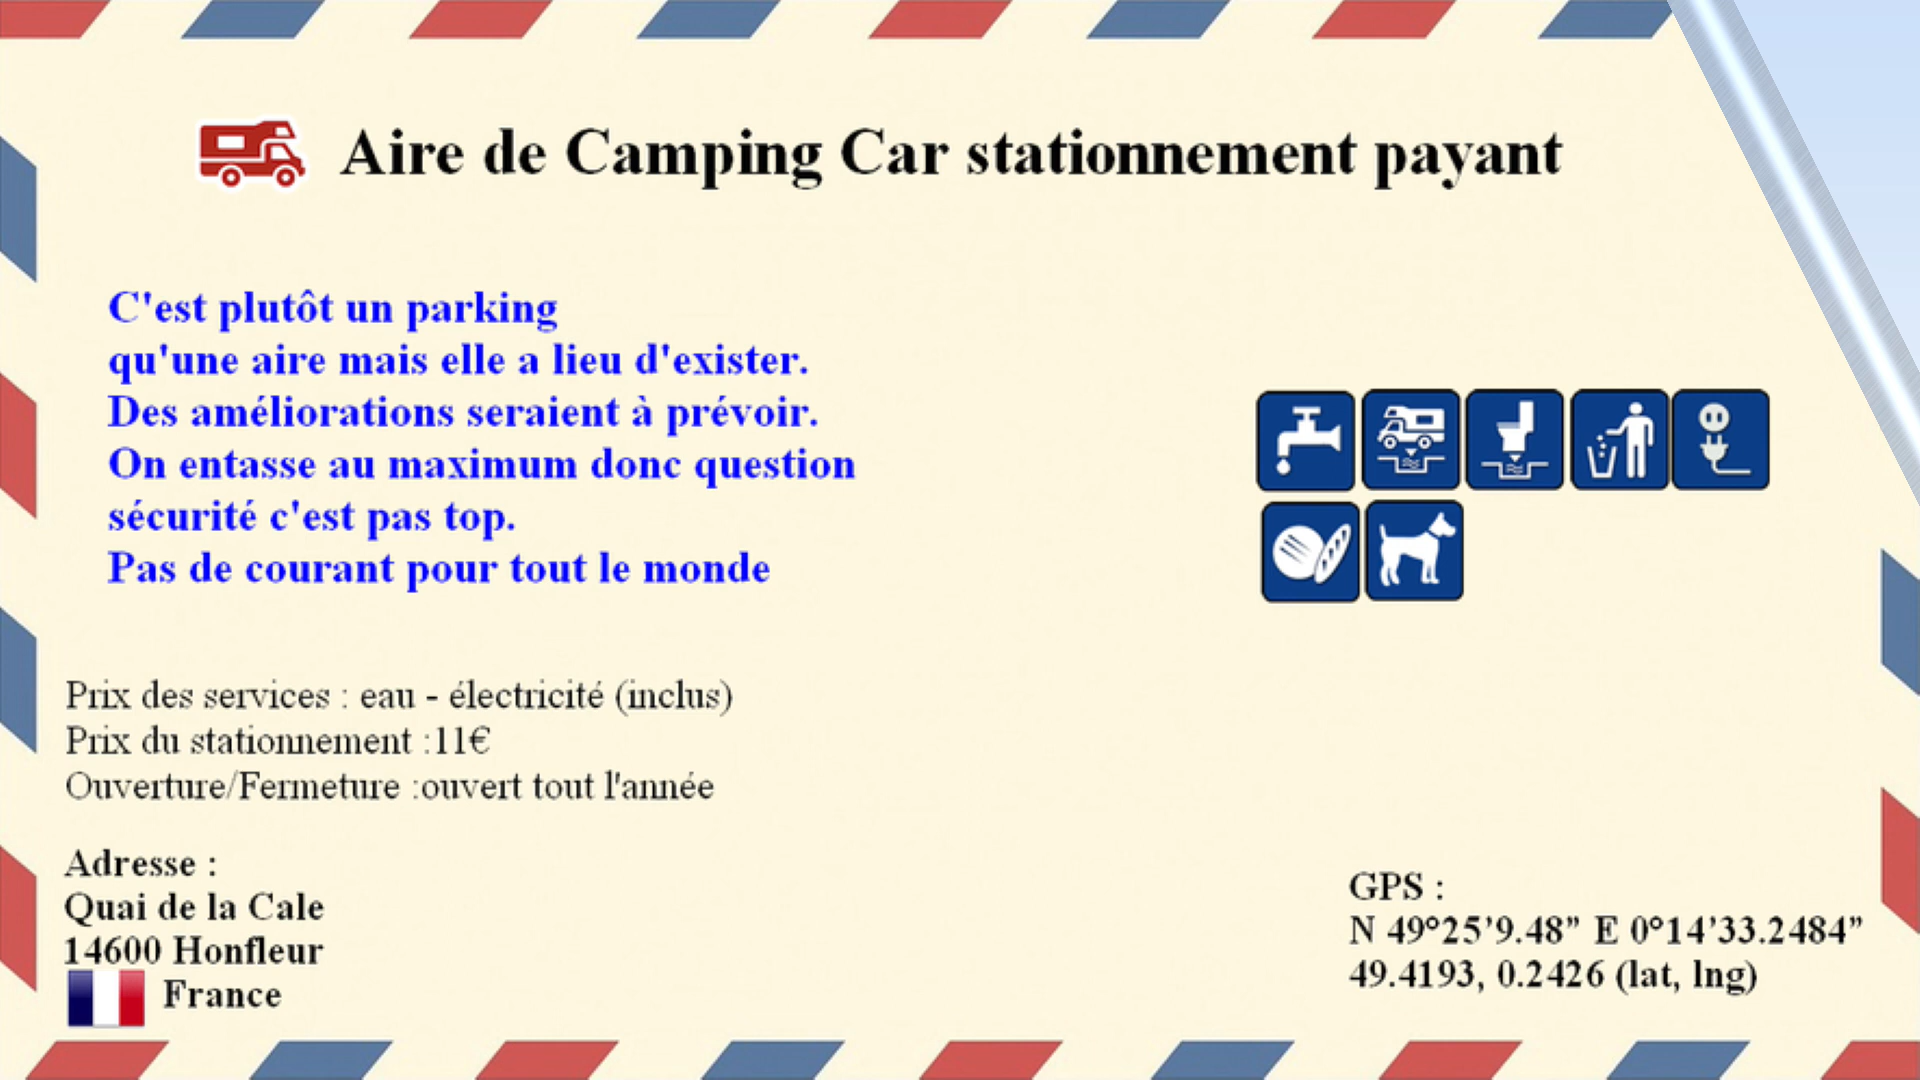 Aire de Camping Car stationnement payant
C'est plutôt un parking
qu'une aire mais elle a lieu d'exister.
Des améliorations seraient à prévoir.
On entasse au maximum donc question
sécurité c'est pas top.
Pas de courant pour tout le monde
Prix des services : eau - électricité (inclus)
Prix du stationnement :11€
Ouverture/Fermeture :ouvert tout l'année
Adresse :
Quai de la Cale
14600 Honfleur
France
GPS :
N 49°25’9.48” E 0°14’33.2484”
49.4193, 0.2426 (lat, lng)